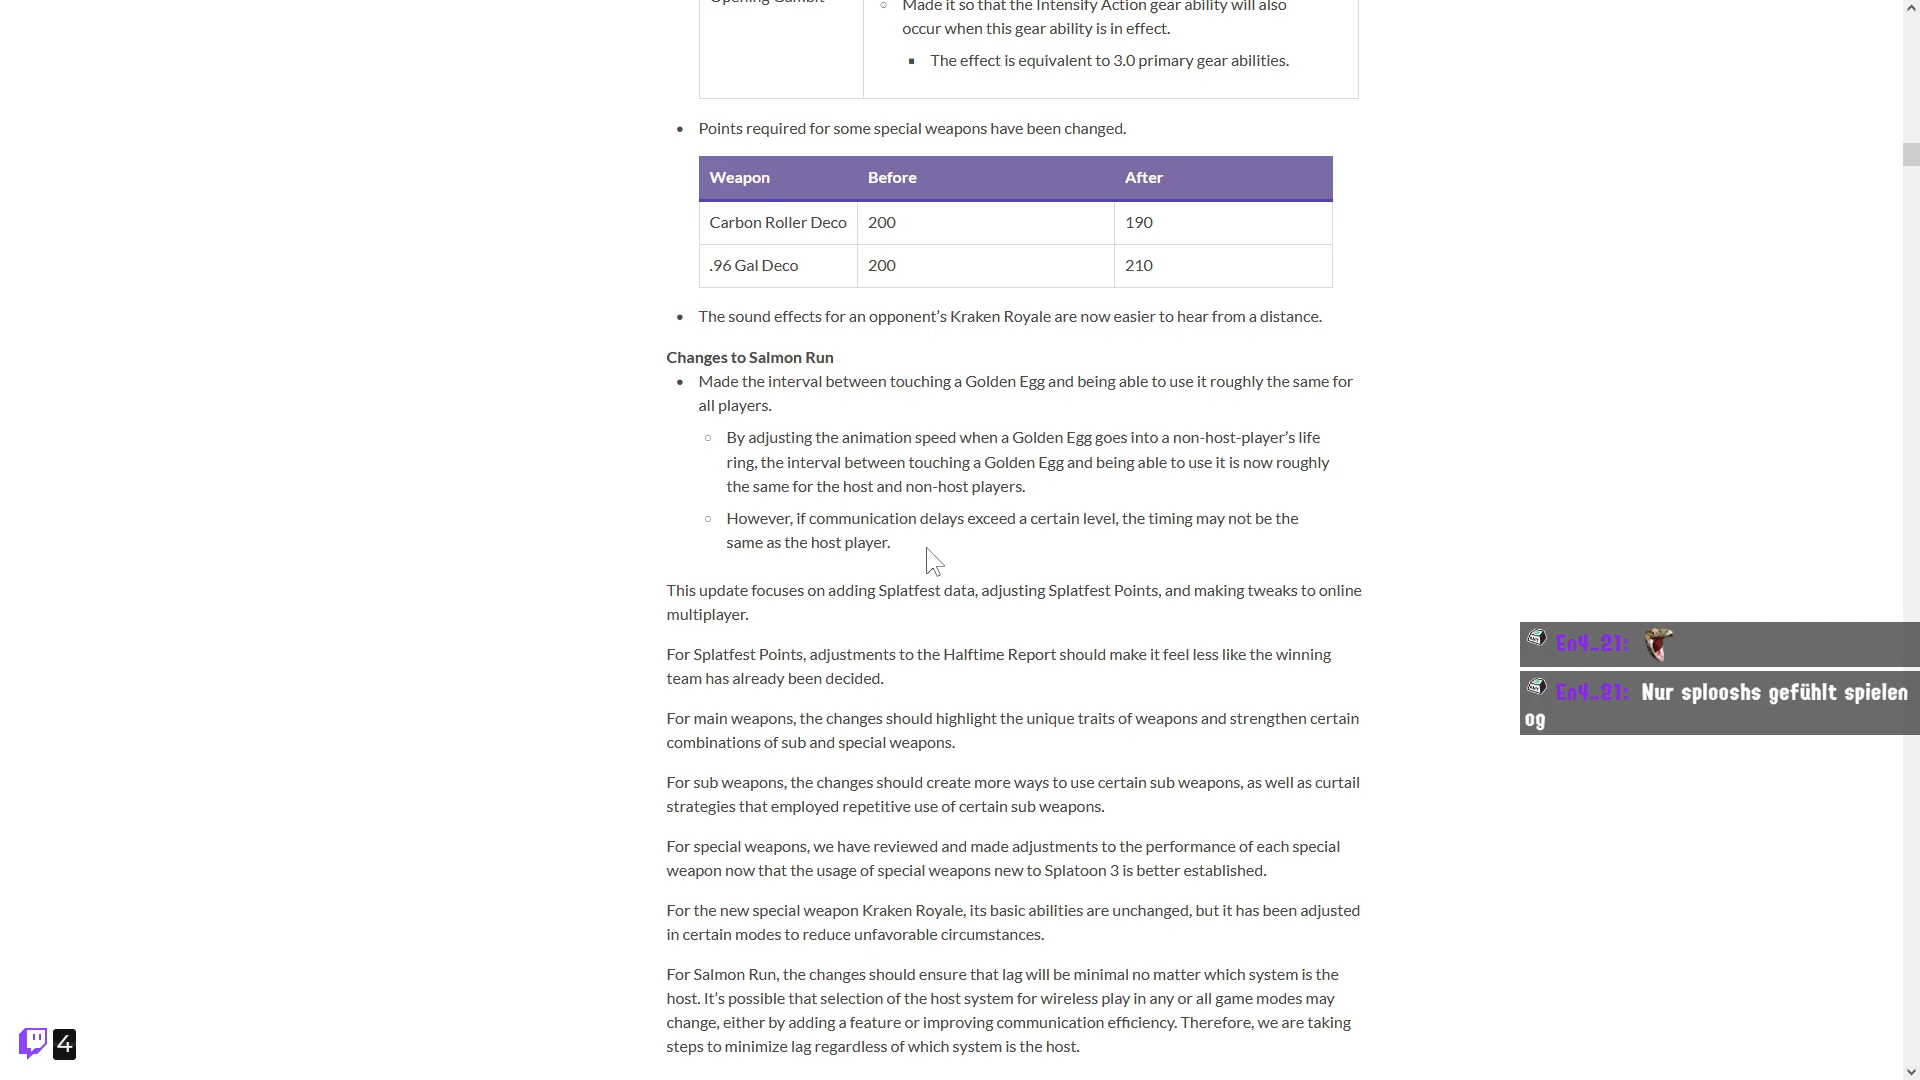 Opening Gambit
Made it so that the Intensify Action gear ability will also
occur when this gear ability is in effect.
The effect is equivalent to 3.0 primary gear abilities.
Points required for some special weapons have been changed.
Weapon Before After
Carbon Roller Deco 200 190
.96 Gal Deco 200 210
The sound effects for an opponent’s Kraken Royale are now easier to hear from a distance.
Changes to Salmon Run
Made the interval between touching a Golden Egg and being able to use it roughly the same for
all players.
By adjusting the animation speed when a Golden Egg goes into a non-host-player’s life
ring, the interval between touching a Golden Egg and being able to use it is now roughly
the same for the host and non-host players.
However, if communication delays exceed a certain level, the timing may not be the
same as the host player.
This update focuses on adding Splatfest data, adjusting Splatfest Points, and making tweaks to online
multiplayer.
For Splatfest Points, adjustments to the Halftime Report should make it feel less like the winning
team has already been decided.
For main weapons, the changes should highlight the unique traits of weapons and strengthen certain
combinations of sub and special weapons.
For sub weapons, the changes should create more ways to use certain sub weapons, as well as curtail
strategies that employed repetitive use of certain sub weapons.
For special weapons, we have reviewed and made adjustments to the performance of each special
weapon now that the usage of special weapons new to Splatoon 3 is better established.
For the new special weapon Kraken Royale, its basic abilities are unchanged, but it has been adjusted
in certain modes to reduce unfavorable circumstances.
For Salmon Run, the changes should ensure that lag will be minimal no matter which system is the
host. It’s possible that selection of the host system for wireless play in any or all game modes may
change, either by adding a feature or improving communication efficiency. Therefore, we are taking
steps to minimize lag regardless of which system is the host.
En4_21:
En4_21: Nur splooshs gefühlt spielen
og
4